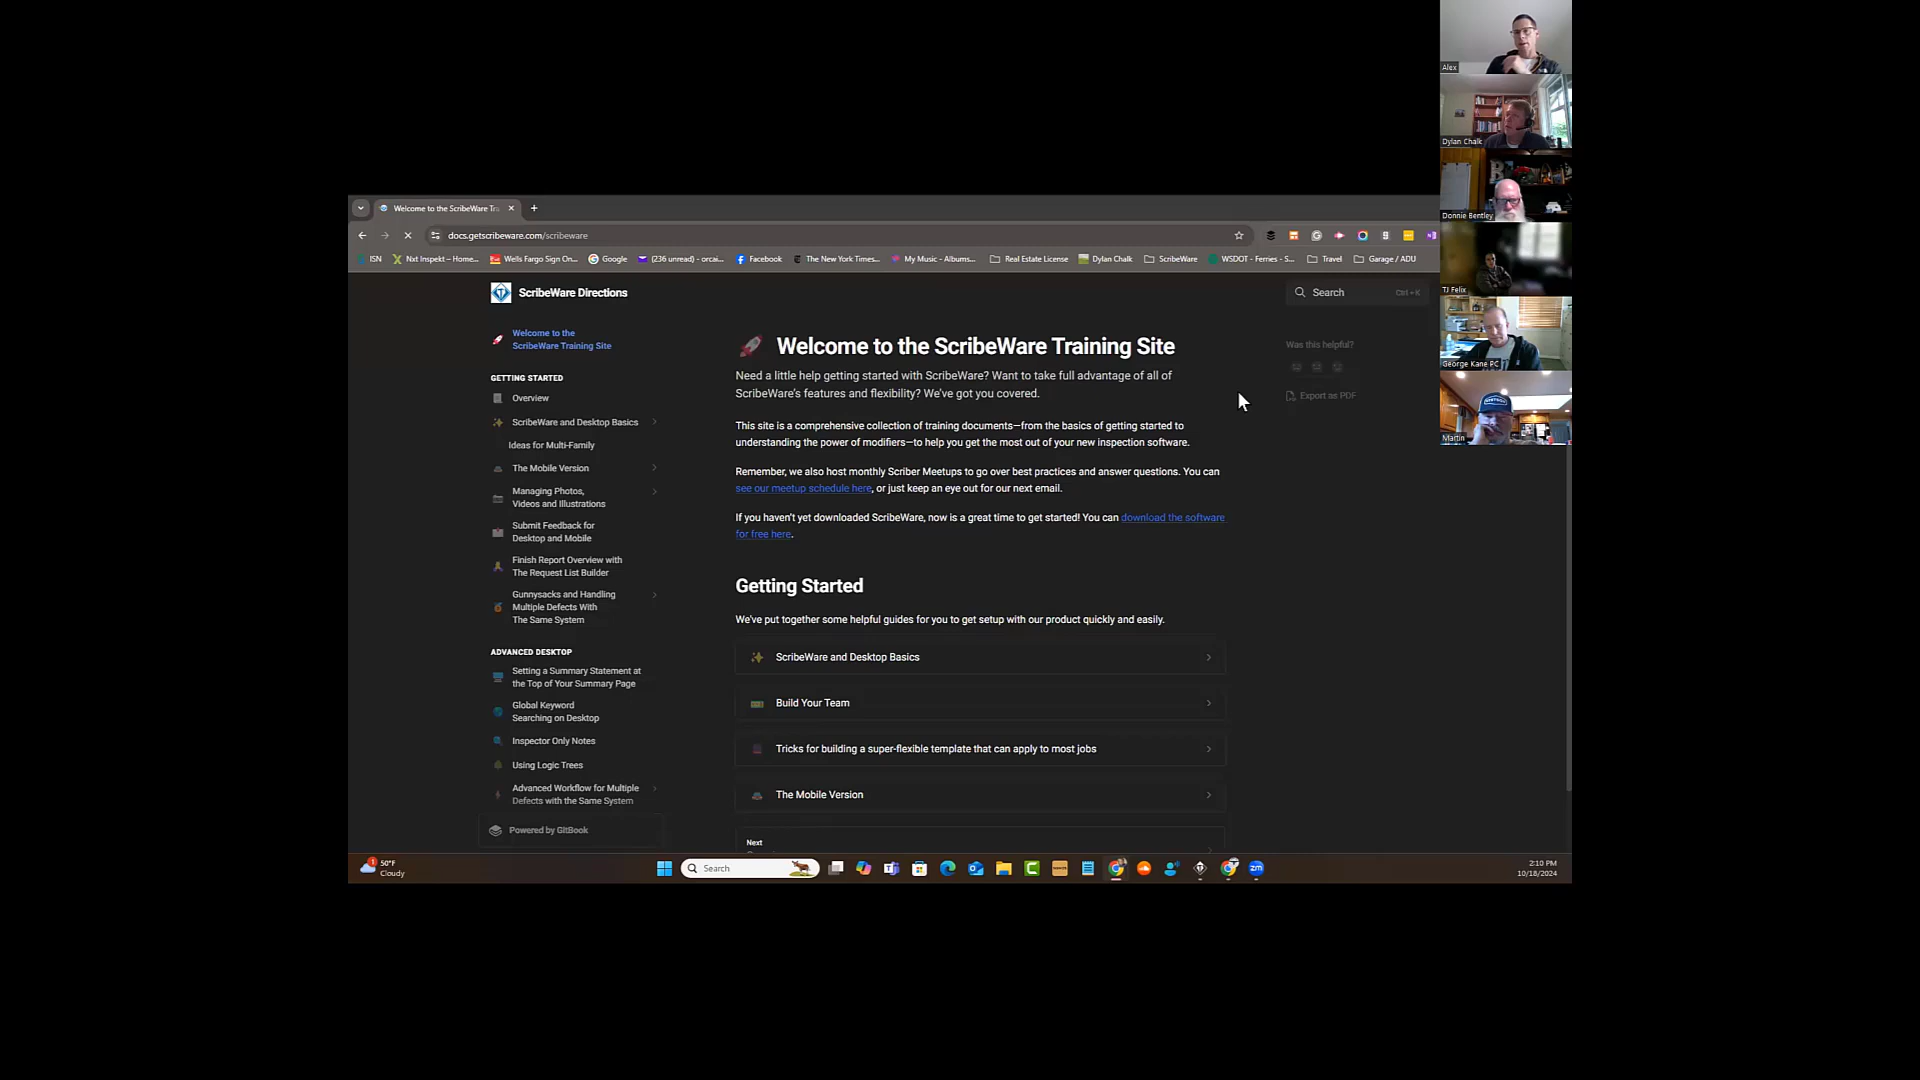 Alex
Dylan Chalk
Donnie Bentley
TJ Felix
George Kane PC
Martin
Welcome to the ScribeWare Tra
docs.getscribeware.com/scribeware
ISN
Nxt Inspekt – Home...
Wells Fargo Sign On...
Google
(236 unread) - orcai...
Facebook
The New York Times...
My Music - Albums...
Real Estate License
Dylan Chalk
ScribeWare
WSDOT - Ferries - S...
Travel
Garage / ADU
ScribeWare Directions
Search
Ctrl + K
Welcome to the
ScribeWare Training Site
GETTING STARTED
Overview
ScribeWare and Desktop Basics
Ideas for Multi-Family
The Mobile Version
Managing Photos,
Videos and Illustrations
Submit Feedback for
Desktop and Mobile
Finish Report Overview with
The Request List Builder
Gunnysacks and Handling
Multiple Defects With
The Same System
ADVANCED DESKTOP
Setting a Summary Statement at
the Top of Your Summary Page
Global Keyword
Searching on Desktop
Inspector Only Notes
Using Logic Trees
Advanced Workflow for Multiple
Defects with the Same System
Powered by GitBook
Welcome to the ScribeWare Training Site
Need a little help getting started with ScribeWare? Want to take full advantage of all of
ScribeWare's features and flexibility? We've got you covered.
This site is a comprehensive collection of training documents—from the basics of getting started to
understanding the power of modifiers—to help you get the most out of your new inspection software.
Remember, we also host monthly Scriber Meetups to go over best practices and answer questions. You can
see our meetup schedule here, or just keep an eye out for our next email.
If you haven't yet downloaded ScribeWare, now is a great time to get started! You can download the software
for free here.
Getting Started
We've put together some helpful guides for you to get setup with our product quickly and easily.
ScribeWare and Desktop Basics
Build Your Team
Tricks for building a super-flexible template that can apply to most jobs
The Mobile Version
Next
Was this helpful?
Export as PDF
1
50°F
Cloudy
Search
zm
2:10 PM
10/18/2024